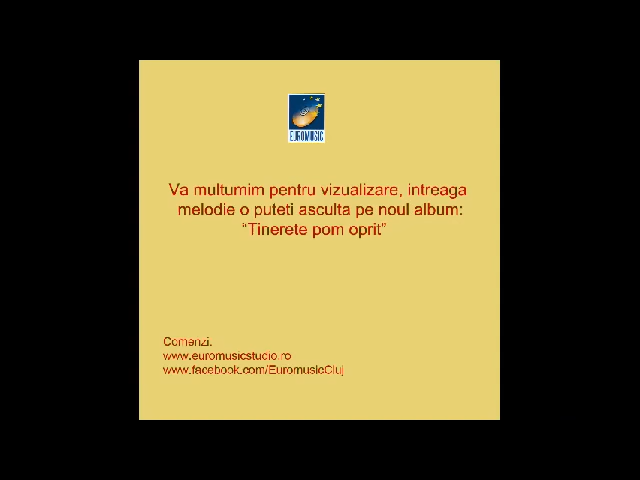 EUROMUSIC
Va multumim pentru vizualizare, intreaga
melodie o puteti asculta pe noul album:
“Tinerete pom oprit”
Comenzi:
www.euromusicstudio.ro
www.facebook.com/EuromusicCluj